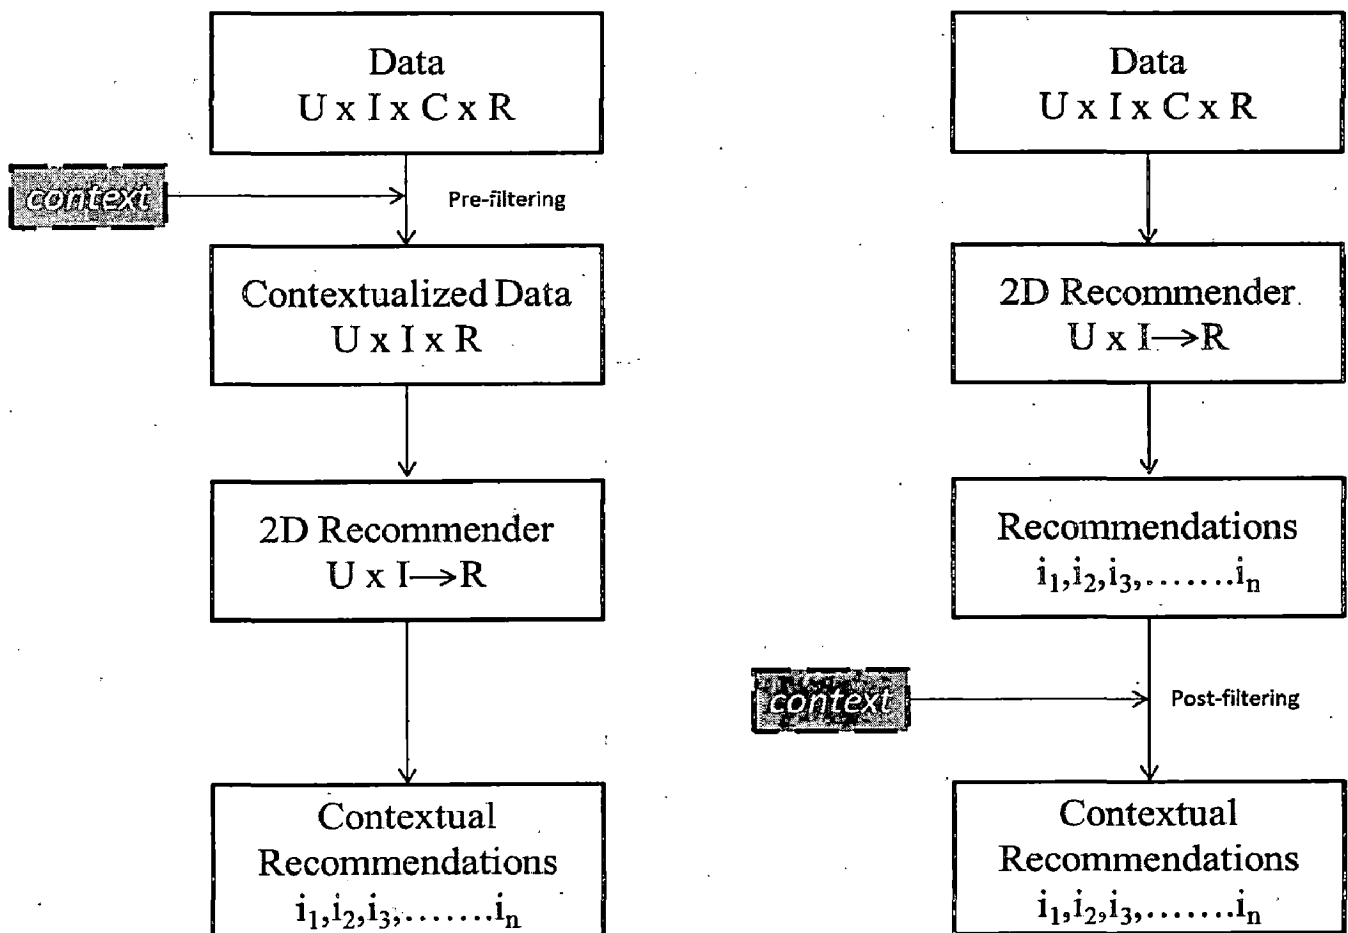 Data
U x I x C x R
context
Pre-filtering
Contextualized Data
U x I x R
2D Recommender
U x I→R
Contextual
Recommendations
i₁,i₂,i₃,.......iₙ
Data
U x I x C x R
2D Recommender
U x I→R
Recommendations
i₁,i₂,i₃,.......iₙ
context
Post-filtering
Contextual
Recommendations
i₁,i₂,i₃,.......iₙ